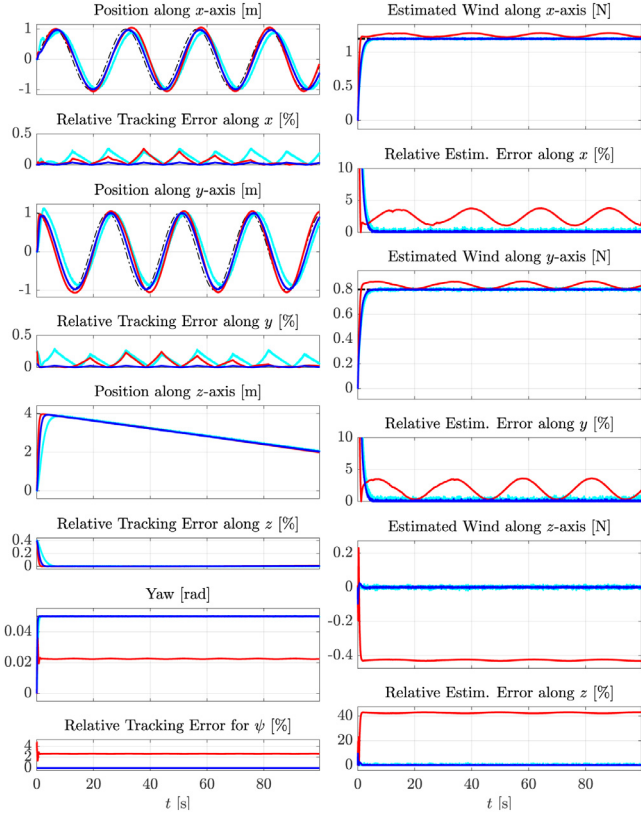 Position along x-axis [m]
1
0
-1
Relative Tracking Error along x [%]
0.5
0
Position along y-axis [m]
1
0
-1
Relative Tracking Error along y [%]
0.5
0
Position along z-axis [m]
4
2
0
Relative Tracking Error along z [%]
0.4
0.2
0
Yaw [rad]
0.04
0.02
0
Relative Tracking Error for ψ [%]
4
2
0
0 20 40 60 80
t [s]
Estimated Wind along x-axis [N]
1
0.5
0
Relative Estim. Error along x [%]
10
5
0
Estimated Wind along y-axis [N]
0.8
0.6
0.4
0.2
0
Relative Estim. Error along y [%]
10
5
0
Estimated Wind along z-axis [N]
0.2
0
-0.2
-0.4
Relative Estim. Error along z [%]
40
20
0
0 20 40 60 80
t [s]